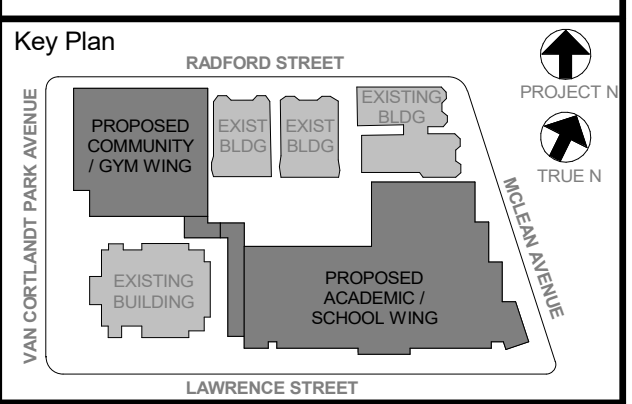 Key Plan
RADFORD STREET
PROJECT N
TRUE N
VAN CORTLANDT PARK AVENUE
PROPOSED
COMMUNITY
/ GYM WING
EXIST
BLDG
EXIST
BLDG
EXISTING
BLDG
MCLEAN AVENUE
EXISTING
BUILDING
PROPOSED
ACADEMIC /
SCHOOL WING
LAWRENCE STREET